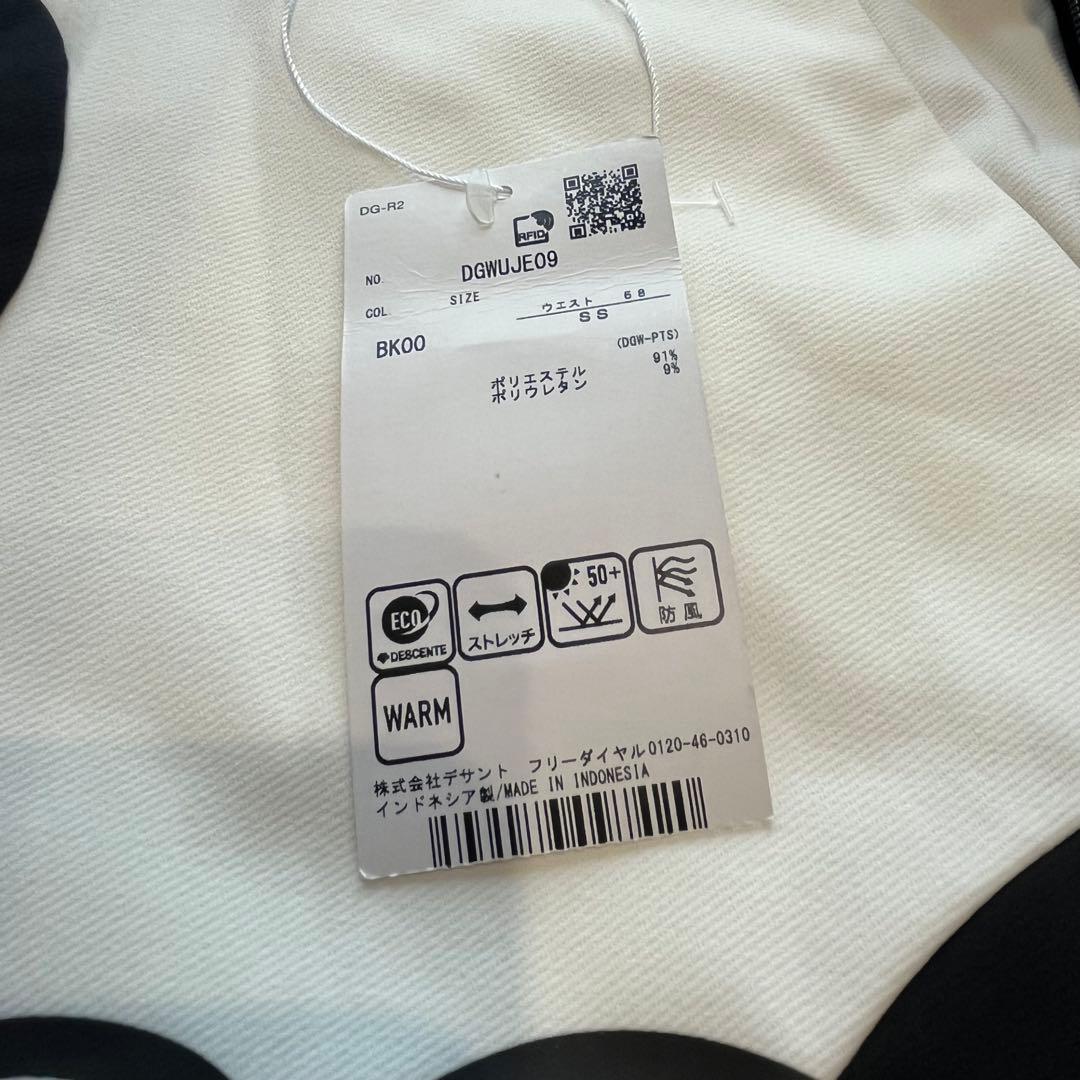 DG-R2
RFID
NO. DGWUJE09
SIZE ウエスト 58
COL. SS
BK00 (DGW-PTS)
ポリエステル 91%
ポリウレタン 9%
ECO
DESCENTE
ストレッチ
50+
防風
WARM
株式会社デサント フリーダイヤル0120-46-0310
インドネシア製/MADE IN INDONESIA